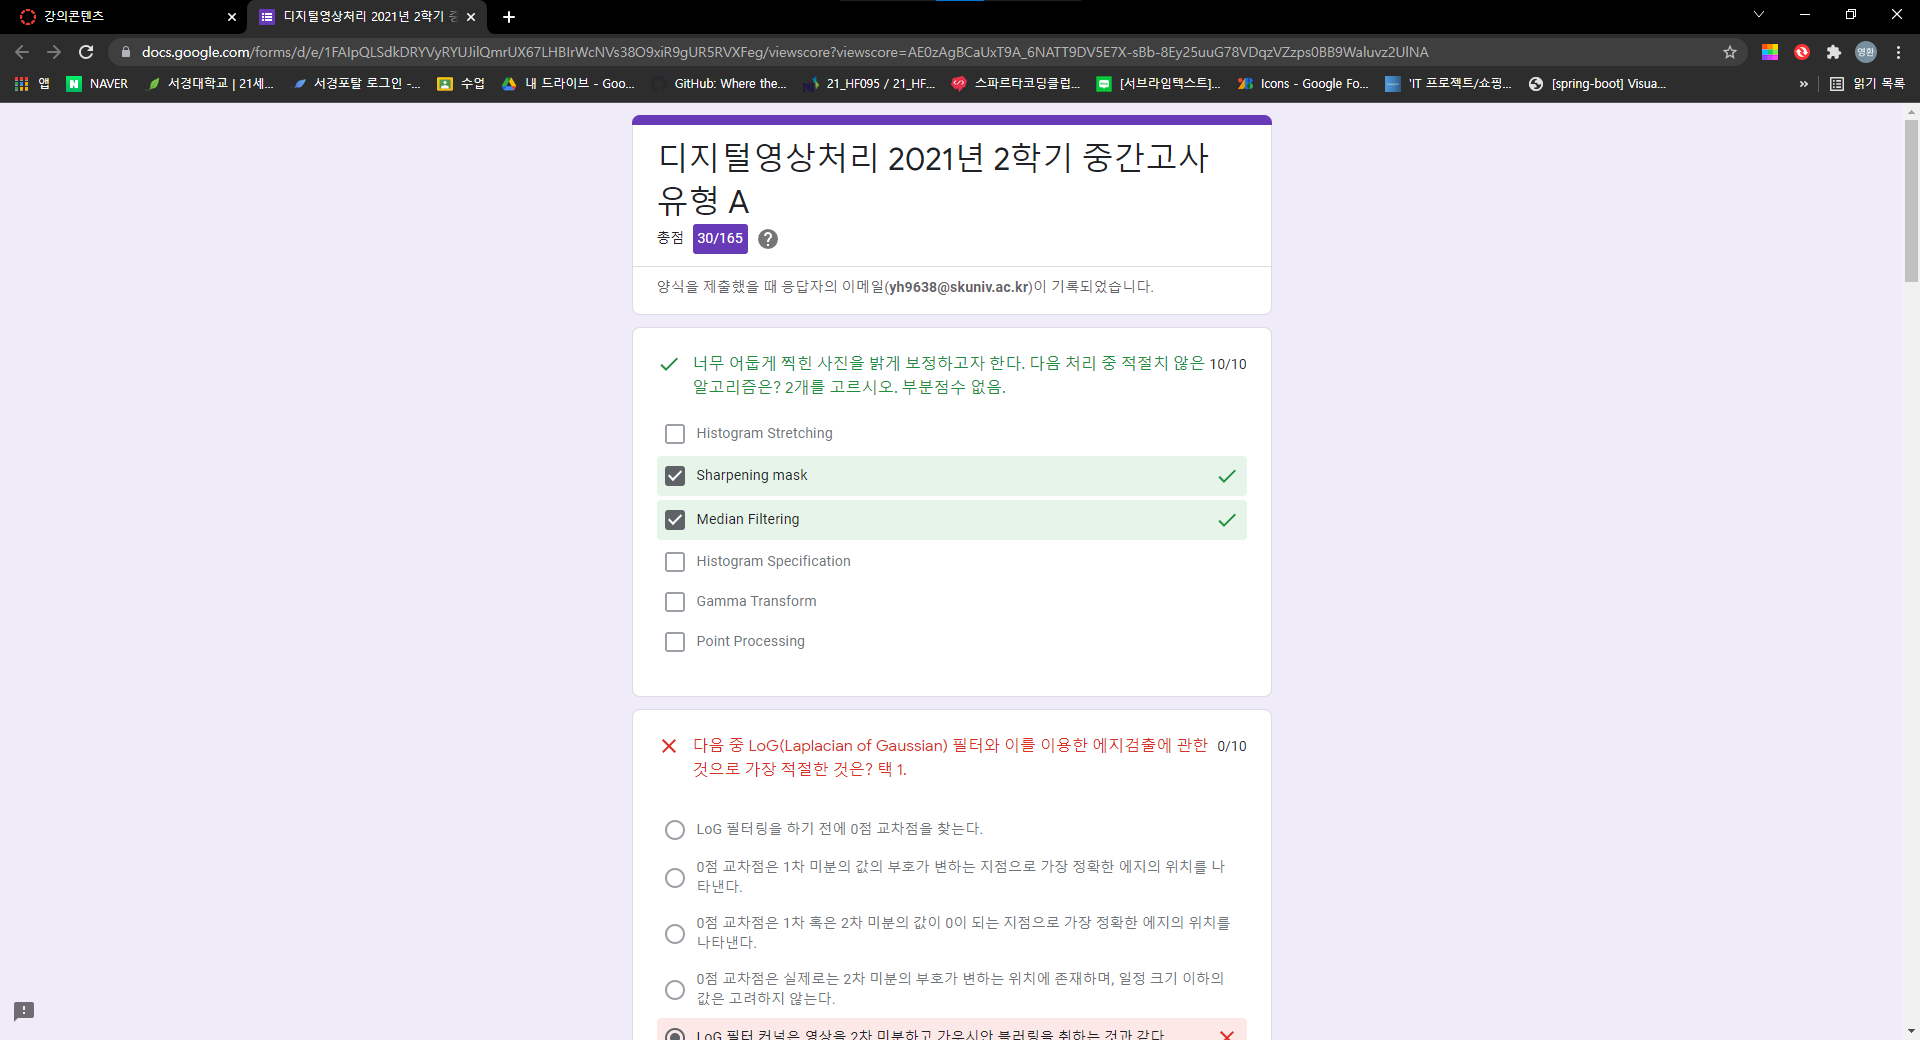 강의콘텐츠
디지털영상처리 2021년 2학기 중
docs.google.com/forms/d/e/1FAIpQLSdkDRYVyRYUJilQmrUX67LHBIrWcNVs38O9xiR9gUR5RVXFeg/viewscore?viewscore=AE0zAgBCaUxT9A_6NATT9DV5E7X-sBb-8Ey25uuG78VDqzVZzps0BB9Waluvz2UlNA
영환
앱
NAVER
서경대학교 | 21세...
서경포탈 로그인 -...
수업
내 드라이브 - Goo...
GitHub: Where the...
21_HF095 / 21_HF...
스파르타코딩클럽...
[서브라임텍스트]...
Icons - Google Fo...
'IT 프로젝트/쇼핑...
[spring-boot] Visua...
»
읽기 목록
디지털영상처리 2021년 2학기 중간고사
유형 A
총점 30/165
양식을 제출했을 때 응답자의 이메일(yh9638@skuniv.ac.kr)이 기록되었습니다.
너무 어둡게 찍힌 사진을 밝게 보정하고자 한다. 다음 처리 중 적절치 않은 10/10
알고리즘은? 2개를 고르시오. 부분점수 없음.
Histogram Stretching
Sharpening mask
Median Filtering
Histogram Specification
Gamma Transform
Point Processing
다음 중 LoG(Laplacian of Gaussian) 필터와 이를 이용한 에지검출에 관한 0/10
것으로 가장 적절한 것은? 택 1.
LoG 필터링을 하기 전에 0점 교차점을 찾는다.
0점 교차점은 1차 미분의 값의 부호가 변하는 지점으로 가장 정확한 에지의 위치를 나
타낸다.
0점 교차점은 1차 혹은 2차 미분의 값이 0이 되는 지점으로 가장 정확한 에지의 위치를
나타낸다.
0점 교차점은 실제로는 2차 미분의 부호가 변하는 위치에 존재하며, 일정 크기 이하의
값은 고려하지 않는다.
LoG 필터 커널은 영상을 2차 미분하고 가우시안 블러링을 취하는 것과 같다.